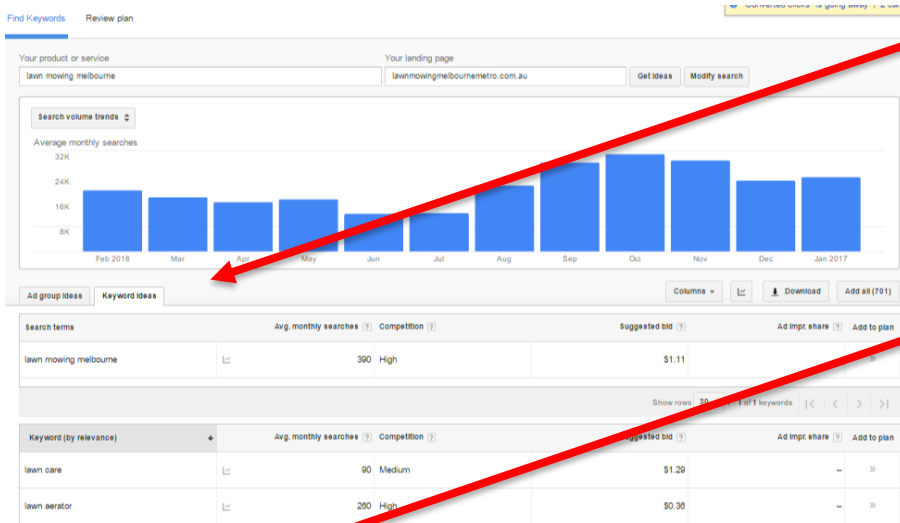 Find Keywords Review plan
Your product or service Your landing page
lawn mowing melbourne lawnmowingmelbournemetro.com.au Get ideas Modify search
Search volume trends
Average monthly searches
32K
24K
16K
8K
Feb 2016 Mar Apr May Jun Jul Aug Sep Oct Nov Dec Jan 2017
Ad group ideas Keyword ideas Columns Download Add all (701)
Search terms Avg. monthly searches ? Competition ? Suggested bid ? Ad impr. share ? Add to plan
lawn mowing melbourne 390 High $1.11 »
Show rows 30 1 of 1 keywords |< < > >|
Keyword (by relevance) Avg. monthly searches ? Competition ? Suggested bid ? Ad impr. share ? Add to plan
lawn care 90 Medium $1.29 – »
lawn aerator 260 High $0.36 – »